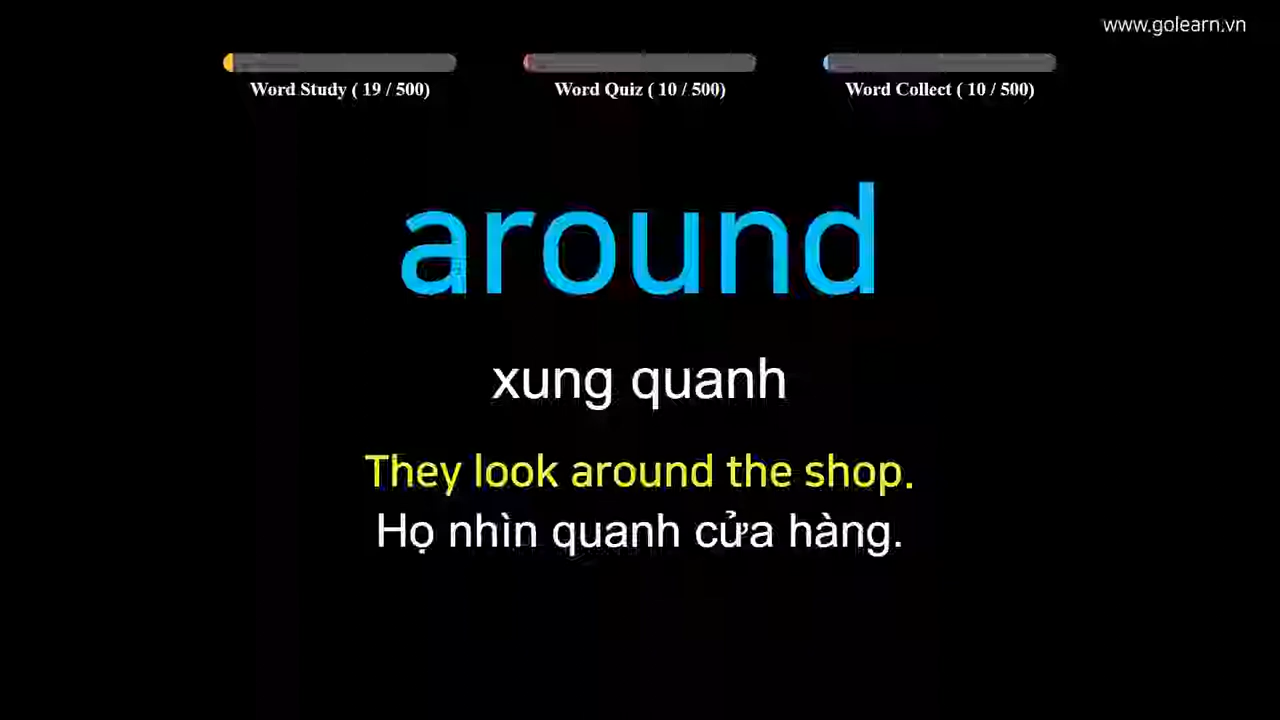 www.golearn.vn
Word Study ( 19 / 500)
Word Quiz ( 10 / 500)
Word Collect ( 10 / 500)
around
xung quanh
They look around the shop.
Họ nhìn quanh cửa hàng.